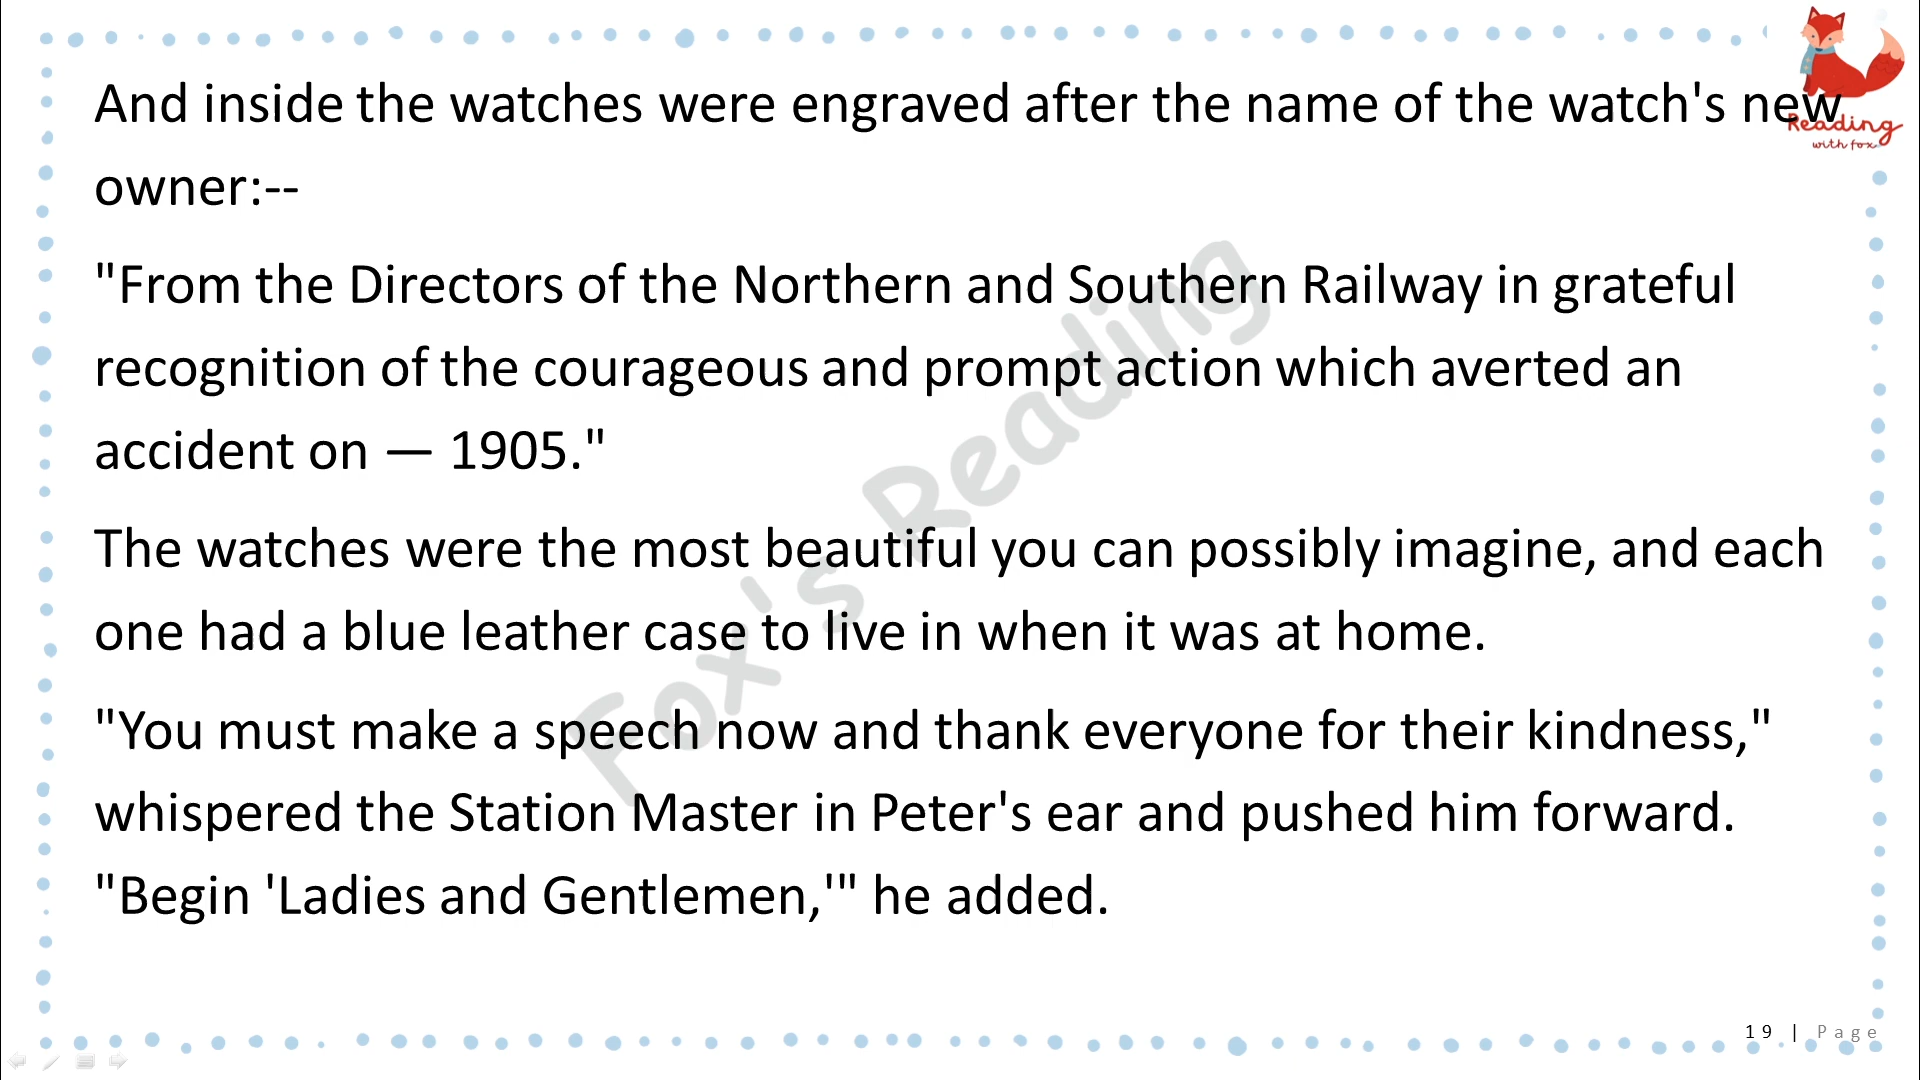 And inside the watches were engraved after the name of the watch's new
owner:--
"From the Directors of the Northern and Southern Railway in grateful
recognition of the courageous and prompt action which averted an
accident on — 1905."
The watches were the most beautiful you can possibly imagine, and each
one had a blue leather case to live in when it was at home.
"You must make a speech now and thank everyone for their kindness,"
whispered the Station Master in Peter's ear and pushed him forward.
"Begin 'Ladies and Gentlemen,'" he added.
Reading
with fox
Fox's Reading
19 | Page